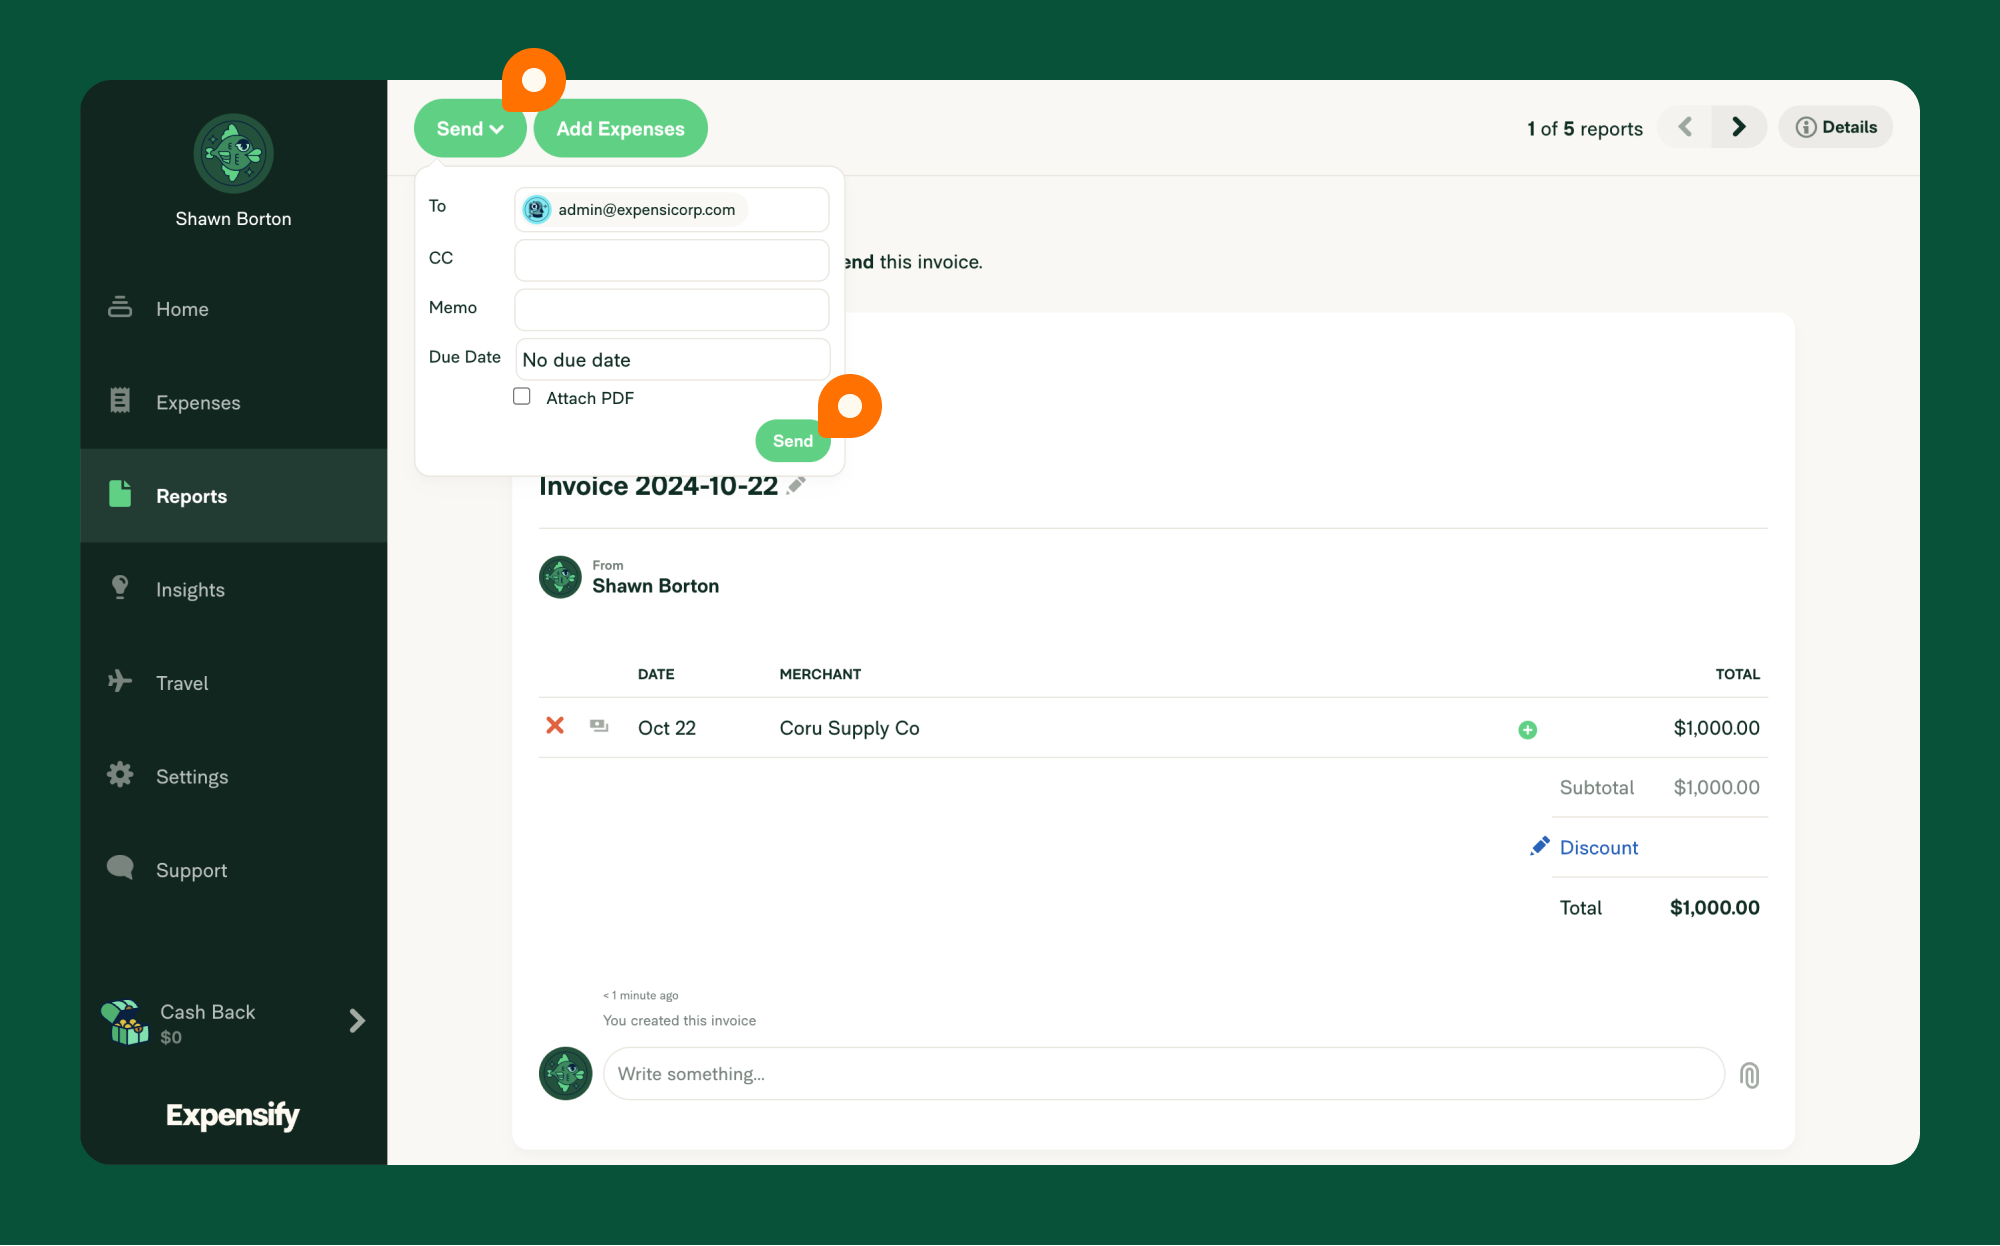 Shawn Borton
Home
Expenses
Reports
Insights
Travel
Settings
Support
Cash Back
$0
Expensify
Send
Add Expenses
1 of 5 reports
Details
To
admin@expensicorp.com
CC
Memo
Due Date
No due date
Attach PDF
Send
end this invoice.
Invoice 2024-10-22
From
Shawn Borton
DATE MERCHANT TOTAL
Oct 22 Coru Supply Co $1,000.00
Subtotal $1,000.00
Discount
Total $1,000.00
< 1 minute ago
You created this invoice
Write something...